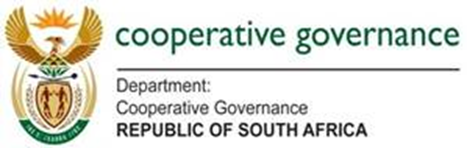 cooperative governance
Department:
Cooperative Governance
REPUBLIC OF SOUTH AFRICA